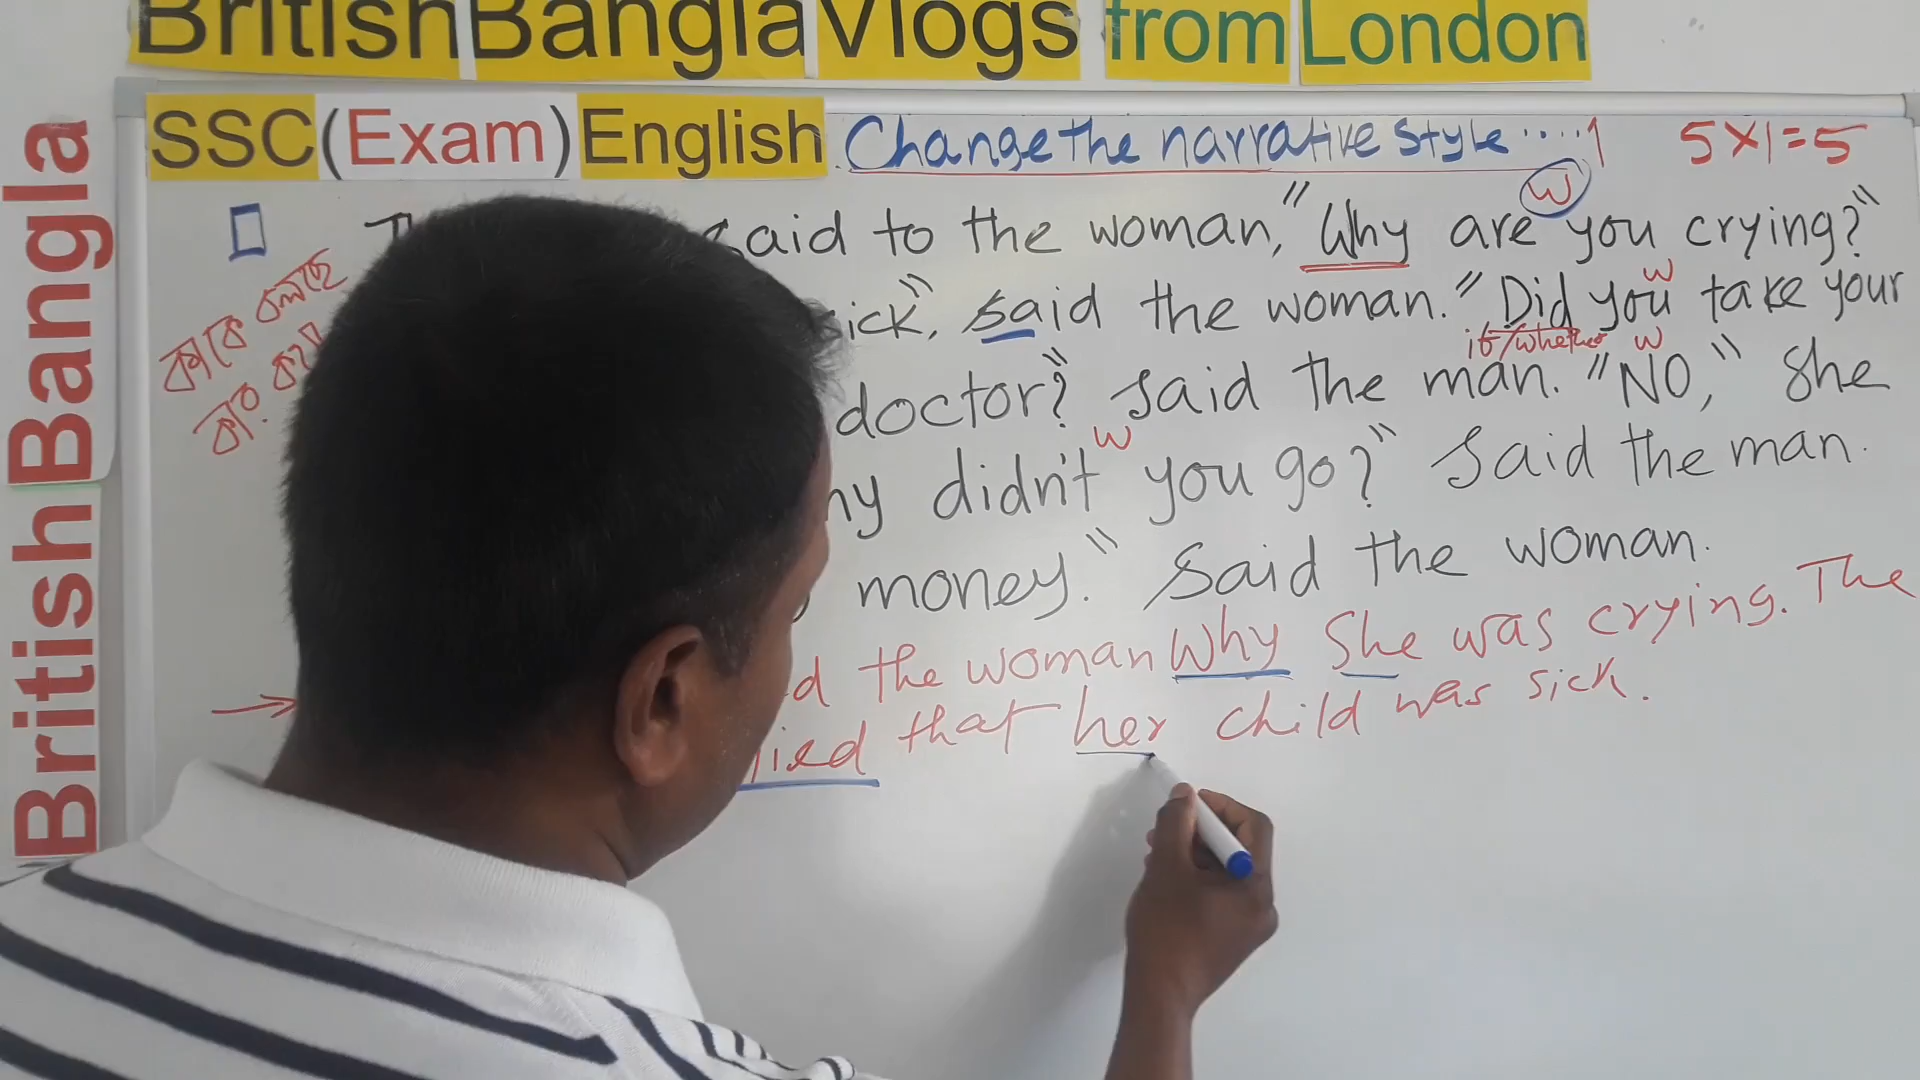 BritishBanglaVlogs from London
BritishBangla
SSC(Exam)English Change the narrative style ....1 5X1=5
w
said to the woman, "Why are you crying?"
কাকে বলছে
w
sick", said the woman. "Did you take your
if/whether w
কার কথা
doctor?" said the man. "NO," She
w
didn't you go?" said the man.
money." said the woman.
the woman Why She was crying. The
that her child was sick.